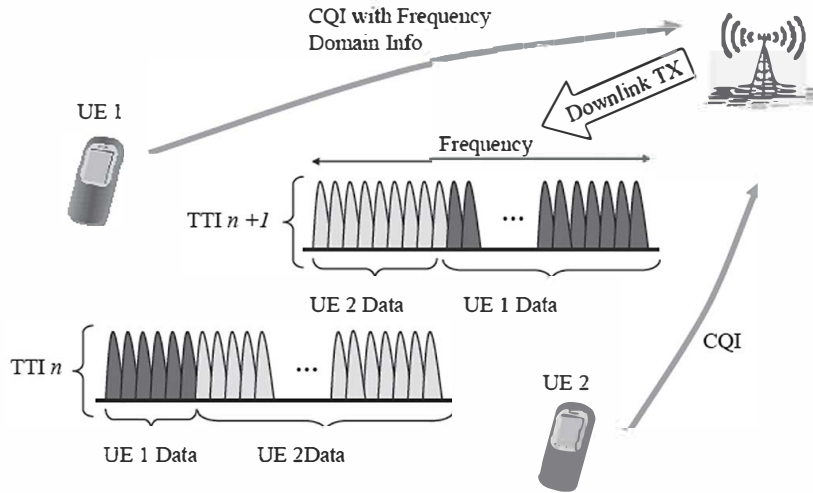 CQI with Frequency
Domain Info
Downlink TX
UE 1
Frequency
TTI n +1
...
UE 2 Data
UE 1 Data
TTI n
...
CQI
UE 2
UE 1 Data
UE 2Data